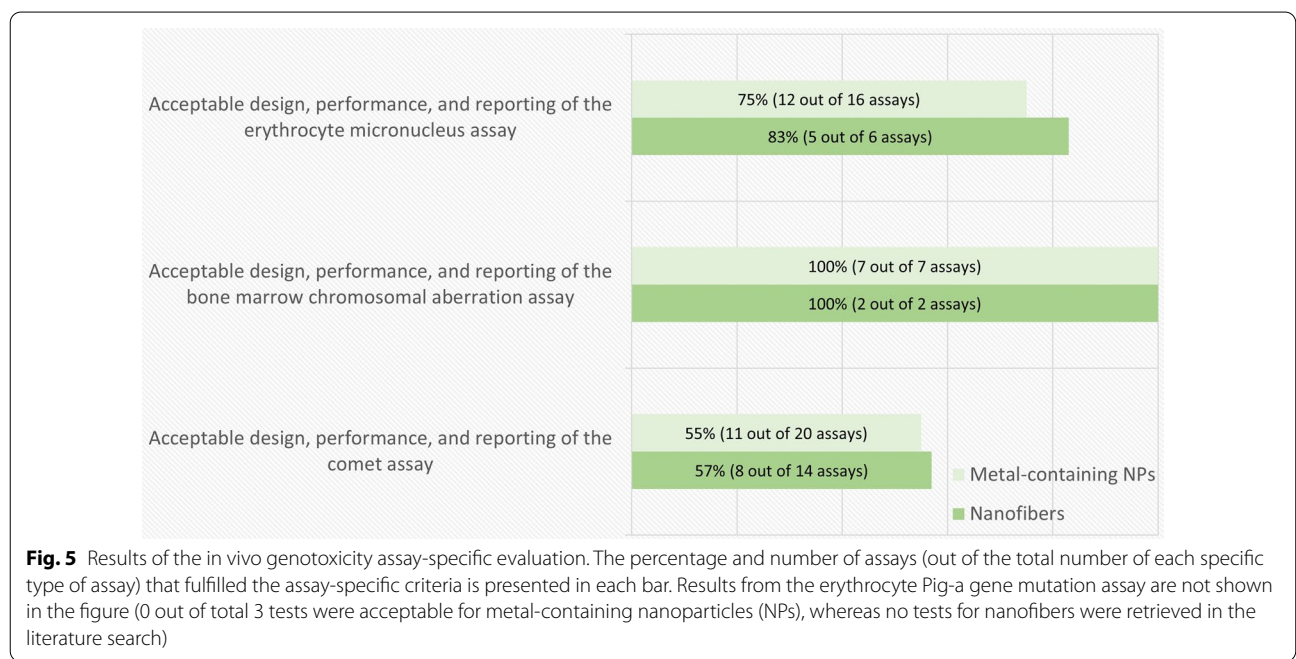 Acceptable design, performance, and reporting of the
erythrocyte micronucleus assay
75% (12 out of 16 assays)
83% (5 out of 6 assays)
Acceptable design, performance, and reporting of the
bone marrow chromosomal aberration assay
100% (7 out of 7 assays)
100% (2 out of 2 assays)
Acceptable design, performance, and reporting of the
comet assay
55% (11 out of 20 assays)
57% (8 out of 14 assays)
Metal-containing NPs
Nanofibers
Fig. 5 Results of the in vivo genotoxicity assay-specific evaluation. The percentage and number of assays (out of the total number of each specific
type of assay) that fulfilled the assay-specific criteria is presented in each bar. Results from the erythrocyte Pig-a gene mutation assay are not shown
in the figure (0 out of total 3 tests were acceptable for metal-containing nanoparticles (NPs), whereas no tests for nanofibers were retrieved in the
literature search)